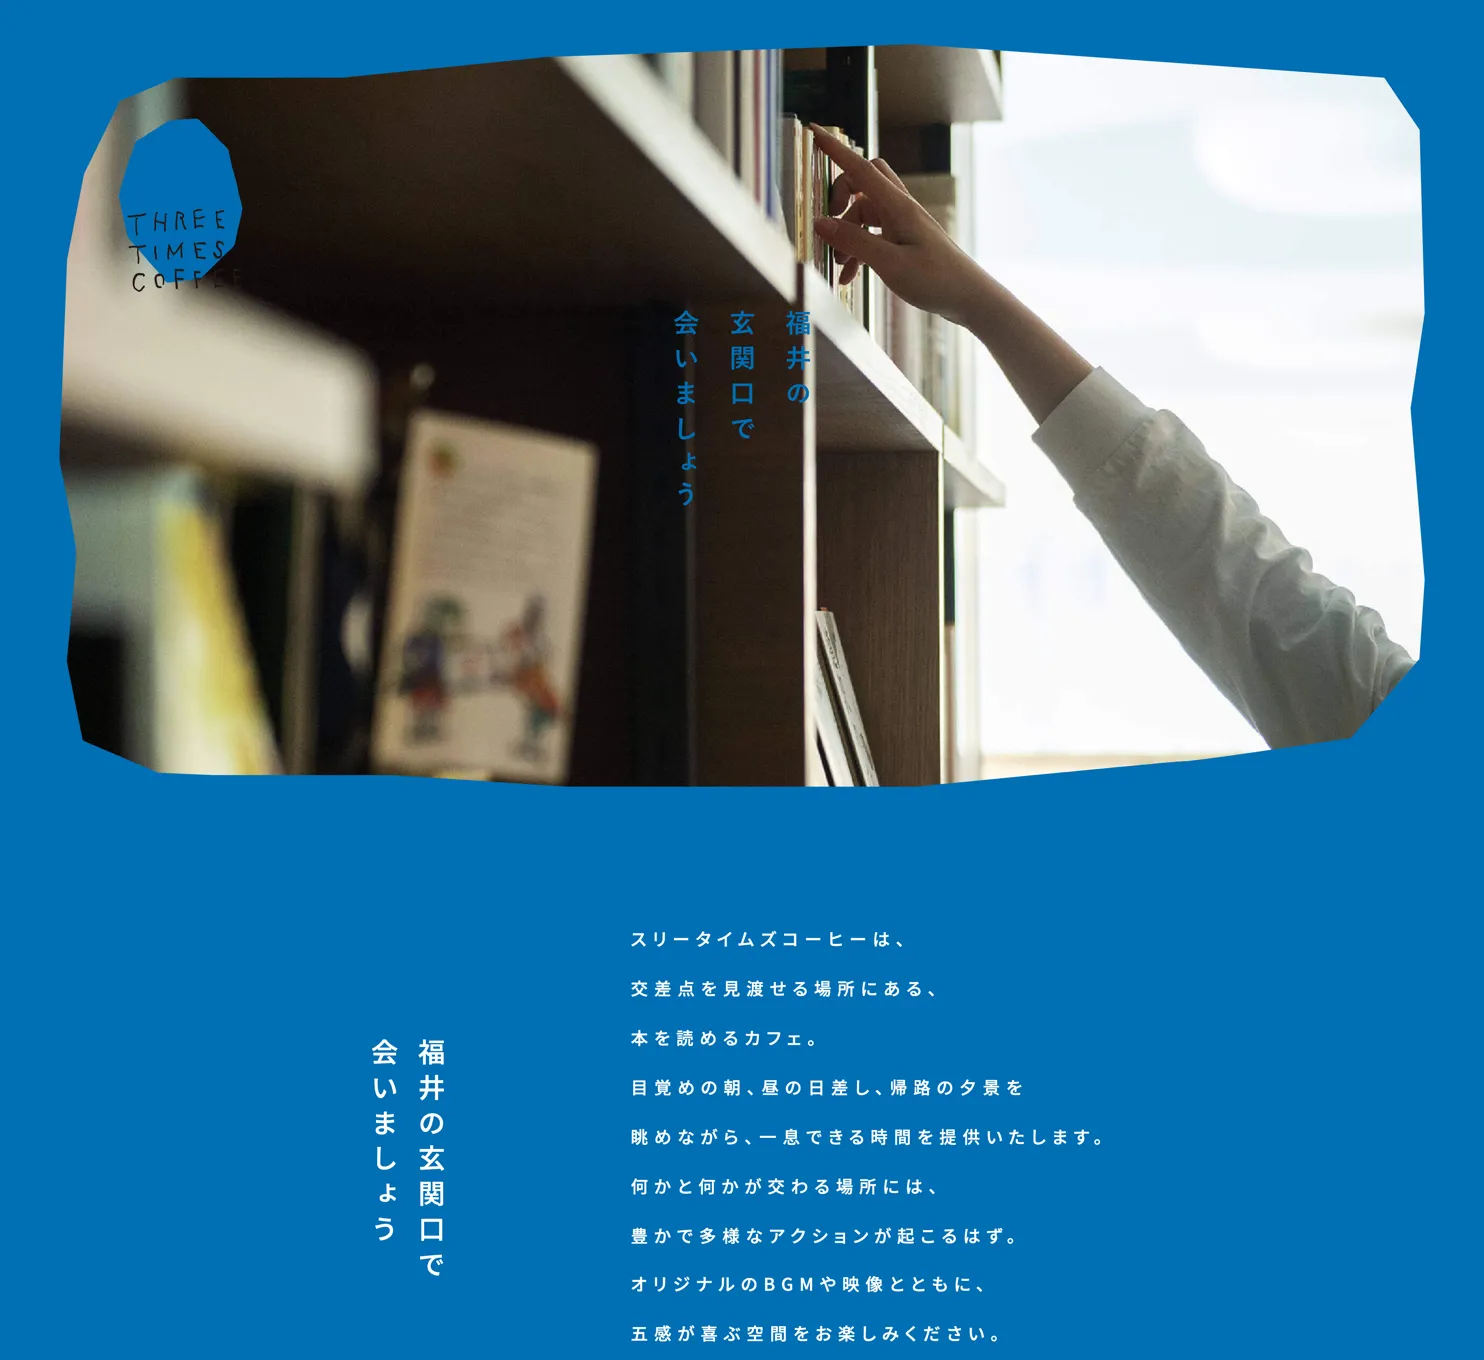 THREE
TIMES
COFFEE
福井の
玄関口で
会いましょう
福井の玄関口で
会いましょう
スリータイムズコーヒーは、
交差点を見渡せる場所にある、
本を読めるカフェ。
目覚めの朝、昼の日差し、帰路の夕景を
眺めながら、一息できる時間を提供いたします。
何かと何かが交わる場所には、
豊かで多様なアクションが起こるはず。
オリジナルのBGMや映像とともに、
五感が喜ぶ空間をお楽しみください。